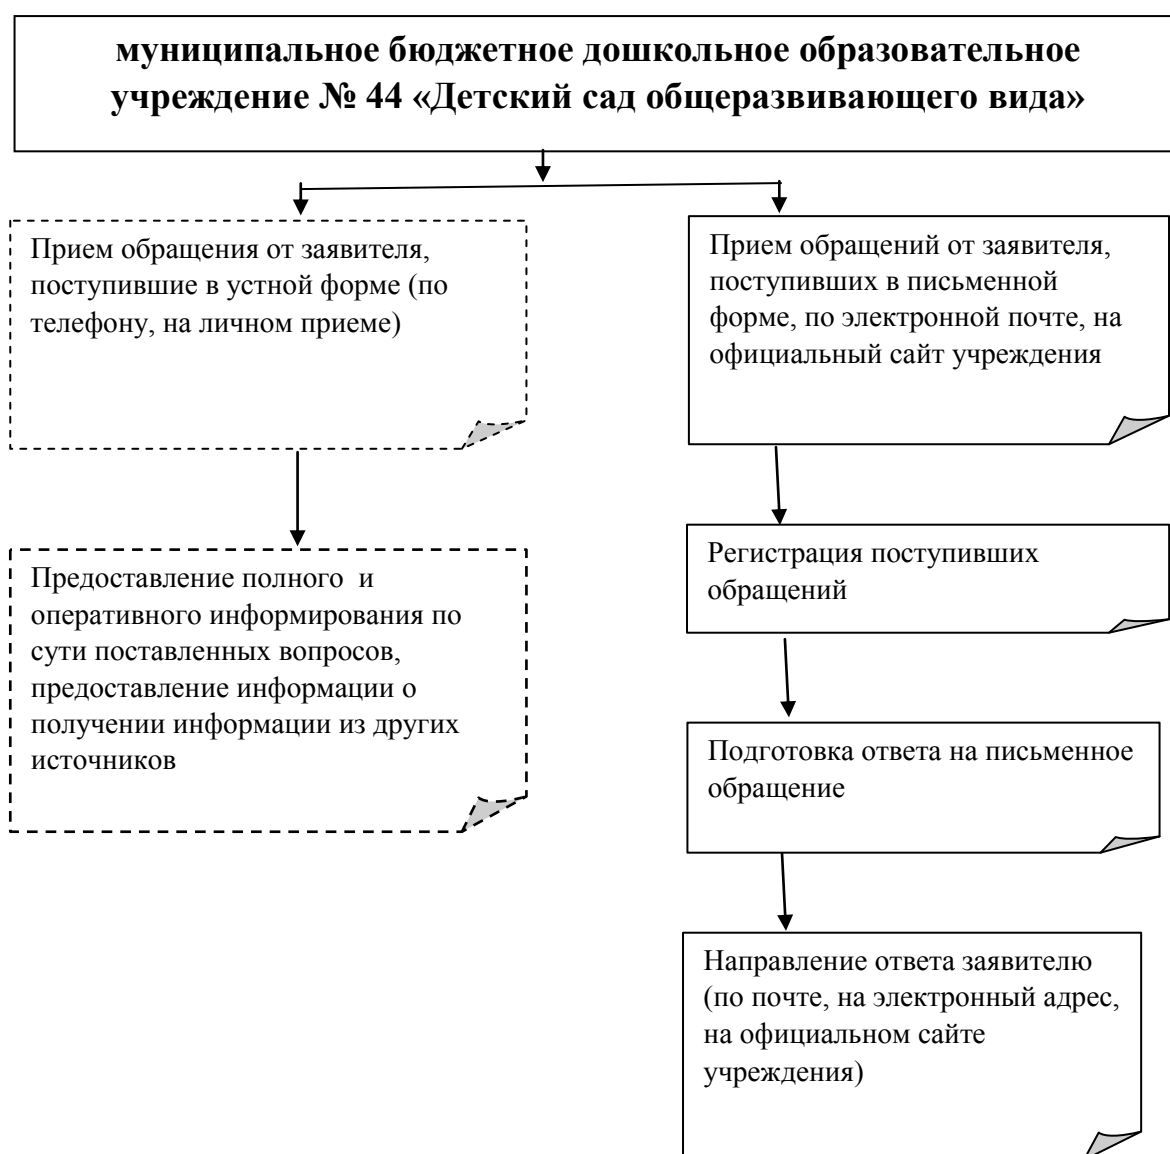 муниципальное бюджетное дошкольное образовательное
учреждение № 44 «Детский сад общеразвивающего вида»
Прием обращения от заявителя,
поступившие в устной форме (по
телефону, на личном приеме)
Предоставление полного и
оперативного информирования по
сути поставленных вопросов,
предоставление информации о
получении информации из других
источников
Прием обращений от заявителя,
поступивших в письменной
форме, по электронной почте, на
официальный сайт учреждения
Регистрация поступивших
обращений
Подготовка ответа на письменное
обращение
Направление ответа заявителю
(по почте, на электронный адрес,
на официальном сайте
учреждения)